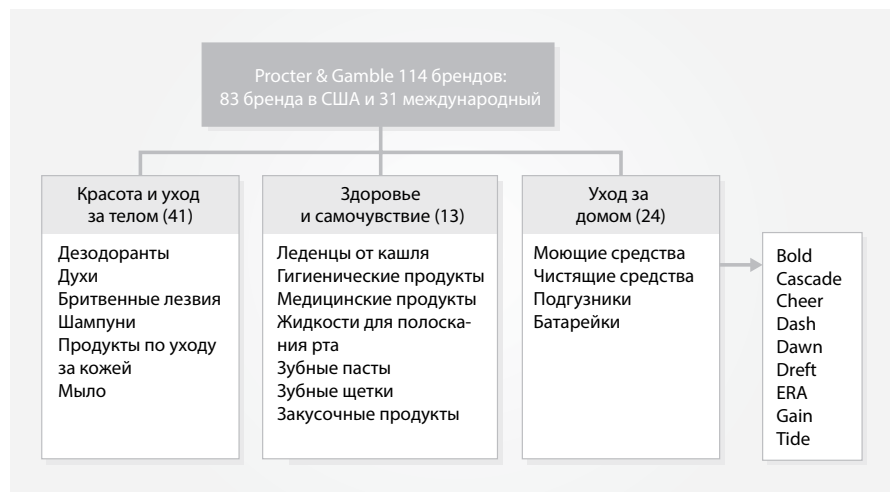 Procter & Gamble 114 брендов:
83 бренда в США и 31 международный
Красота и уход
за телом (41)
Дезодоранты
Духи
Бритвенные лезвия
Шампуни
Продукты по уходу
за кожей
Мыло
Здоровье
и самочувствие (13)
Леденцы от кашля
Гигиенические продукты
Медицинские продукты
Жидкости для полоска-
ния рта
Зубные пасты
Зубные щетки
Закусочные продукты
Уход за
домом (24)
Моющие средства
Чистящие средства
Подгузники
Батарейки
Bold
Cascade
Cheer
Dash
Dawn
Dreft
ERA
Gain
Tide